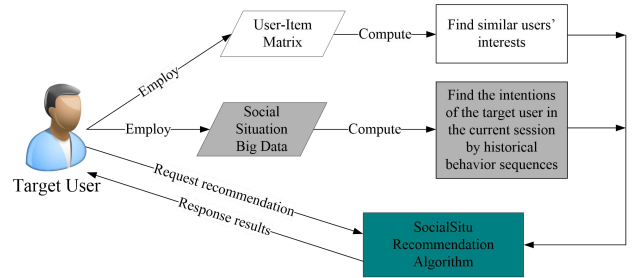 User-Item
Matrix
Compute
Find similar users’
interests
Employ
Target User
Employ
Social
Situation
Big Data
Compute
Find the intentions
of the target user in
the current session
by historical
behavior sequences
Request recommendation
Response results
SocialSitu
Recommendation
Algorithm